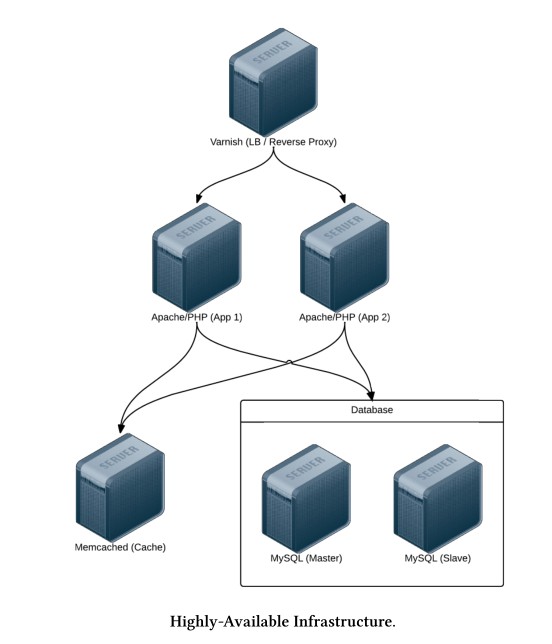 SERVER
Varnish (LB / Reverse Proxy)
SERVER
SERVER
Apache/PHP (App 1)
Apache/PHP (App 2)
Database
SERVER
SERVER
SERVER
Memcached (Cache)
MySQL (Master)
MySQL (Slave)
Highly-Available Infrastructure.